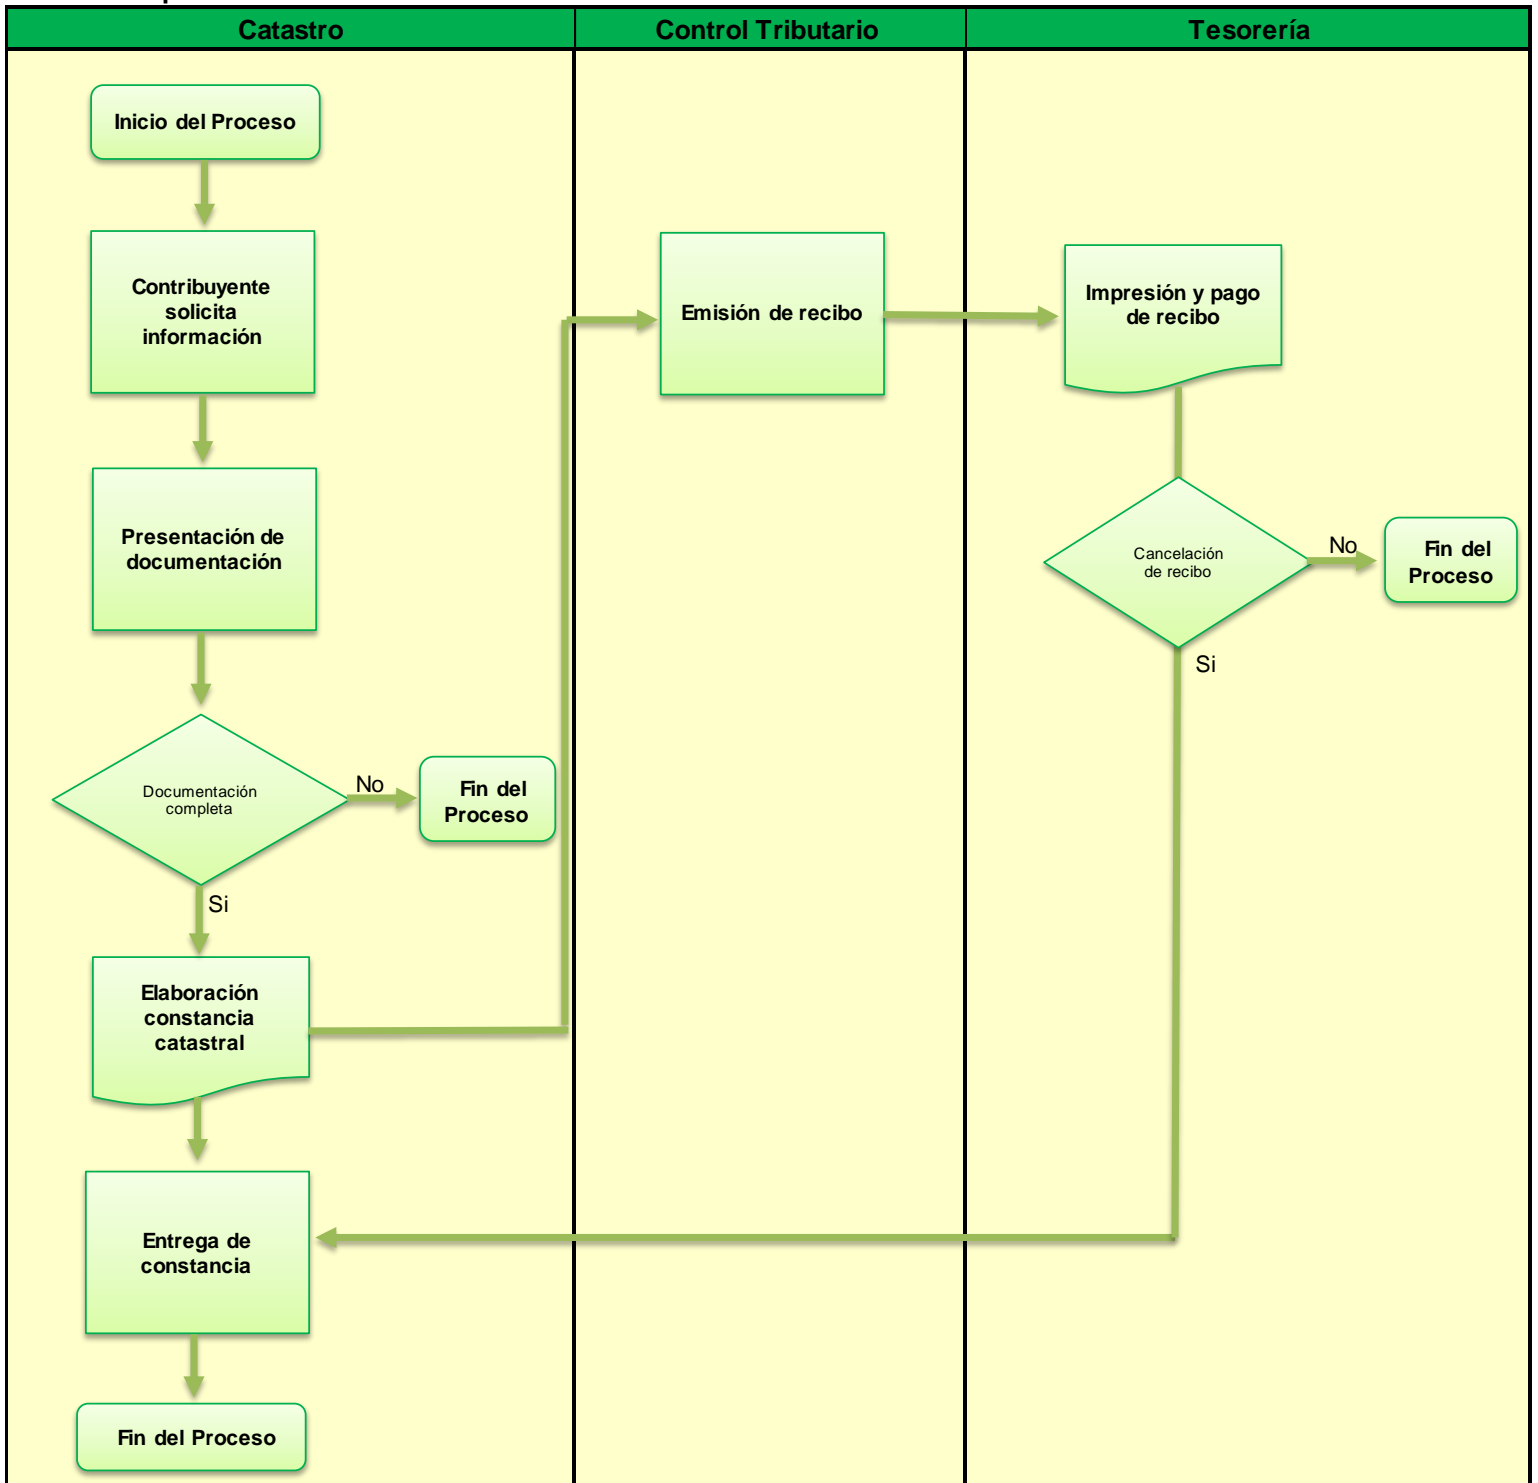 Catastro
Control Tributario
Tesorería
Inicio del Proceso
Contribuyente
solicita
información
Presentación de
documentación
Documentación
completa
No
Fin del
Proceso
Si
Elaboración
constancia
catastral
Entrega de
constancia
Fin del Proceso
Emisión de recibo
Impresión y pago
de recibo
Cancelación
de recibo
No
Fin del
Proceso
Si